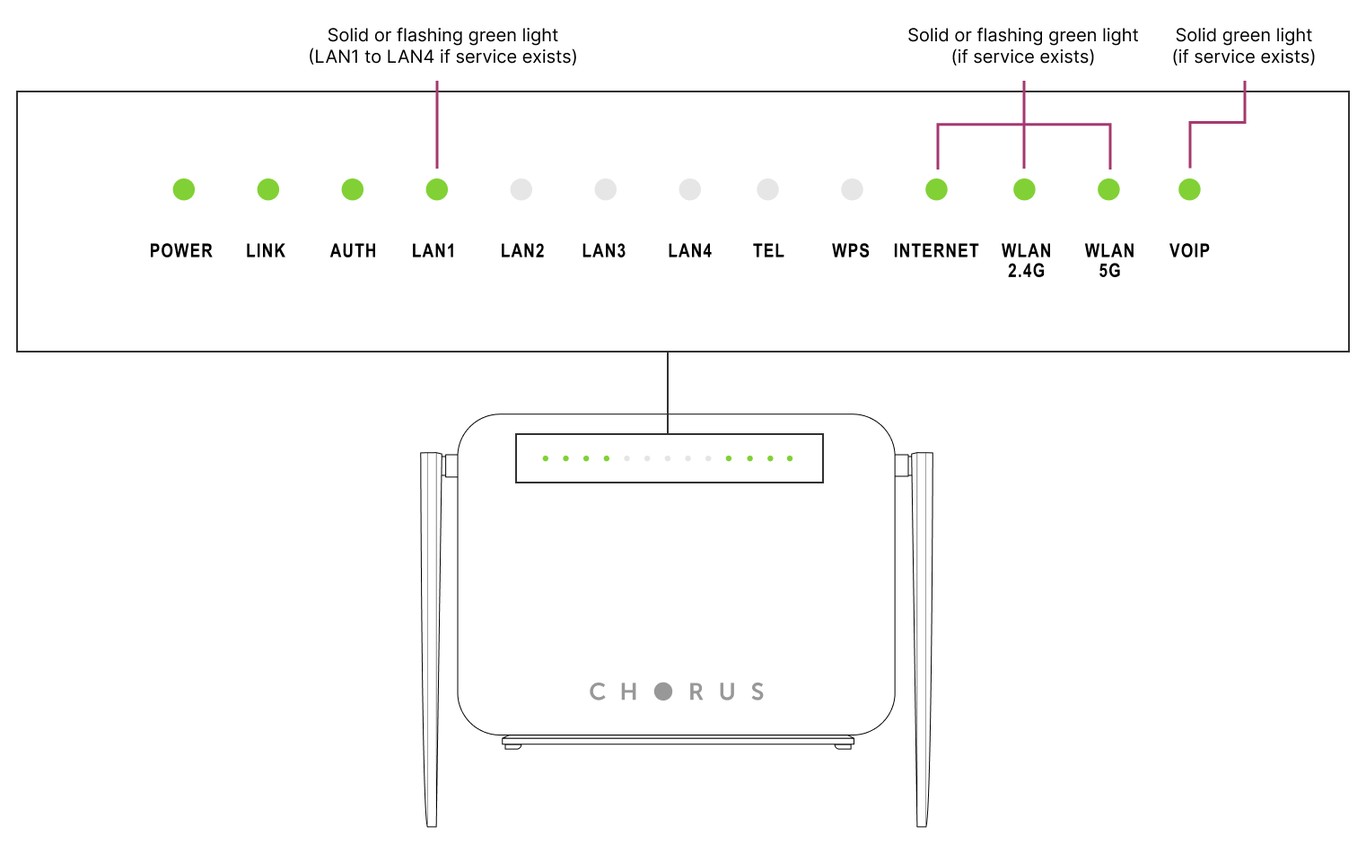 Solid or flashing green light
(LAN1 to LAN4 if service exists)
Solid or flashing green light
(if service exists)
Solid green light
(if service exists)
POWER LINK AUTH LAN1 LAN2 LAN3 LAN4 TEL WPS INTERNET WLAN 2.4G WLAN 5G VOIP
CHORUS